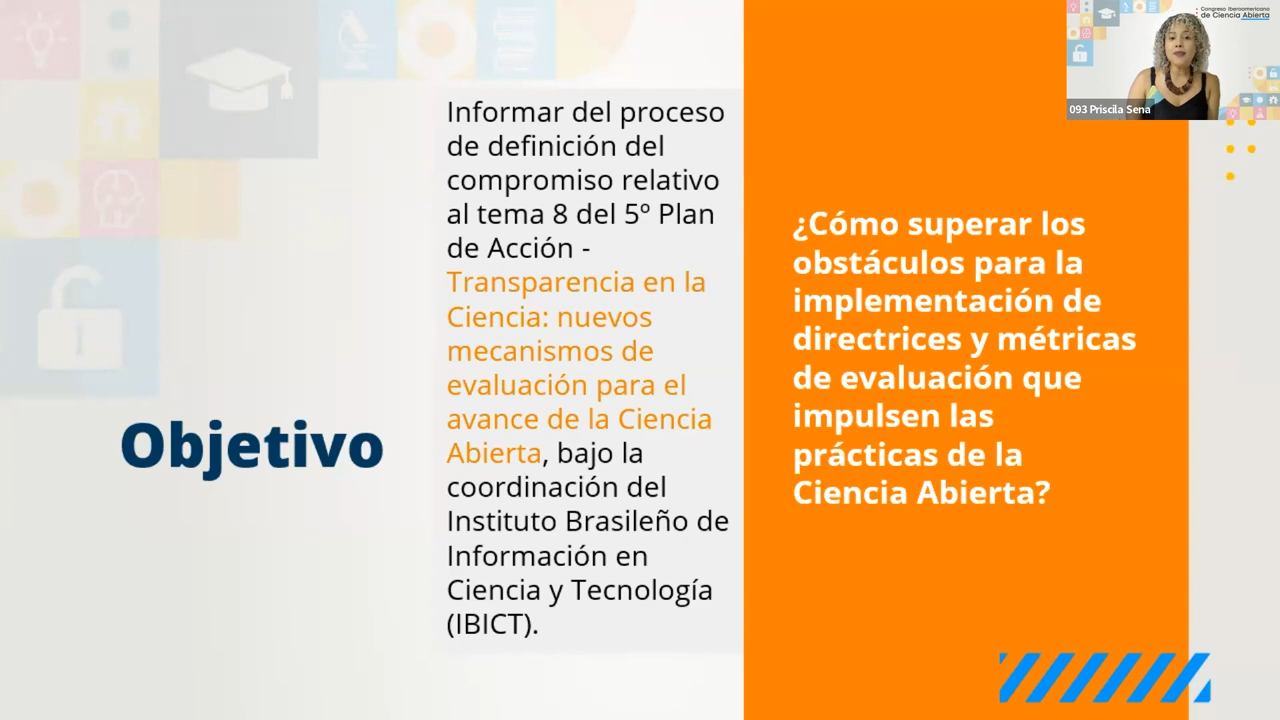 Congreso Iberoamericano
de Ciencia Abierta
093 Priscila Sena
Objetivo
Informar del proceso
de definición del
compromiso relativo
al tema 8 del 5º Plan
de Acción -
Transparencia en la
Ciencia: nuevos
mecanismos de
evaluación para el
avance de la Ciencia
Abierta, bajo la
coordinación del
Instituto Brasileño de
Información en
Ciencia y Tecnología
(IBICT).
¿Cómo superar los
obstáculos para la
implementación de
directrices y métricas
de evaluación que
impulsen las
prácticas de la
Ciencia Abierta?